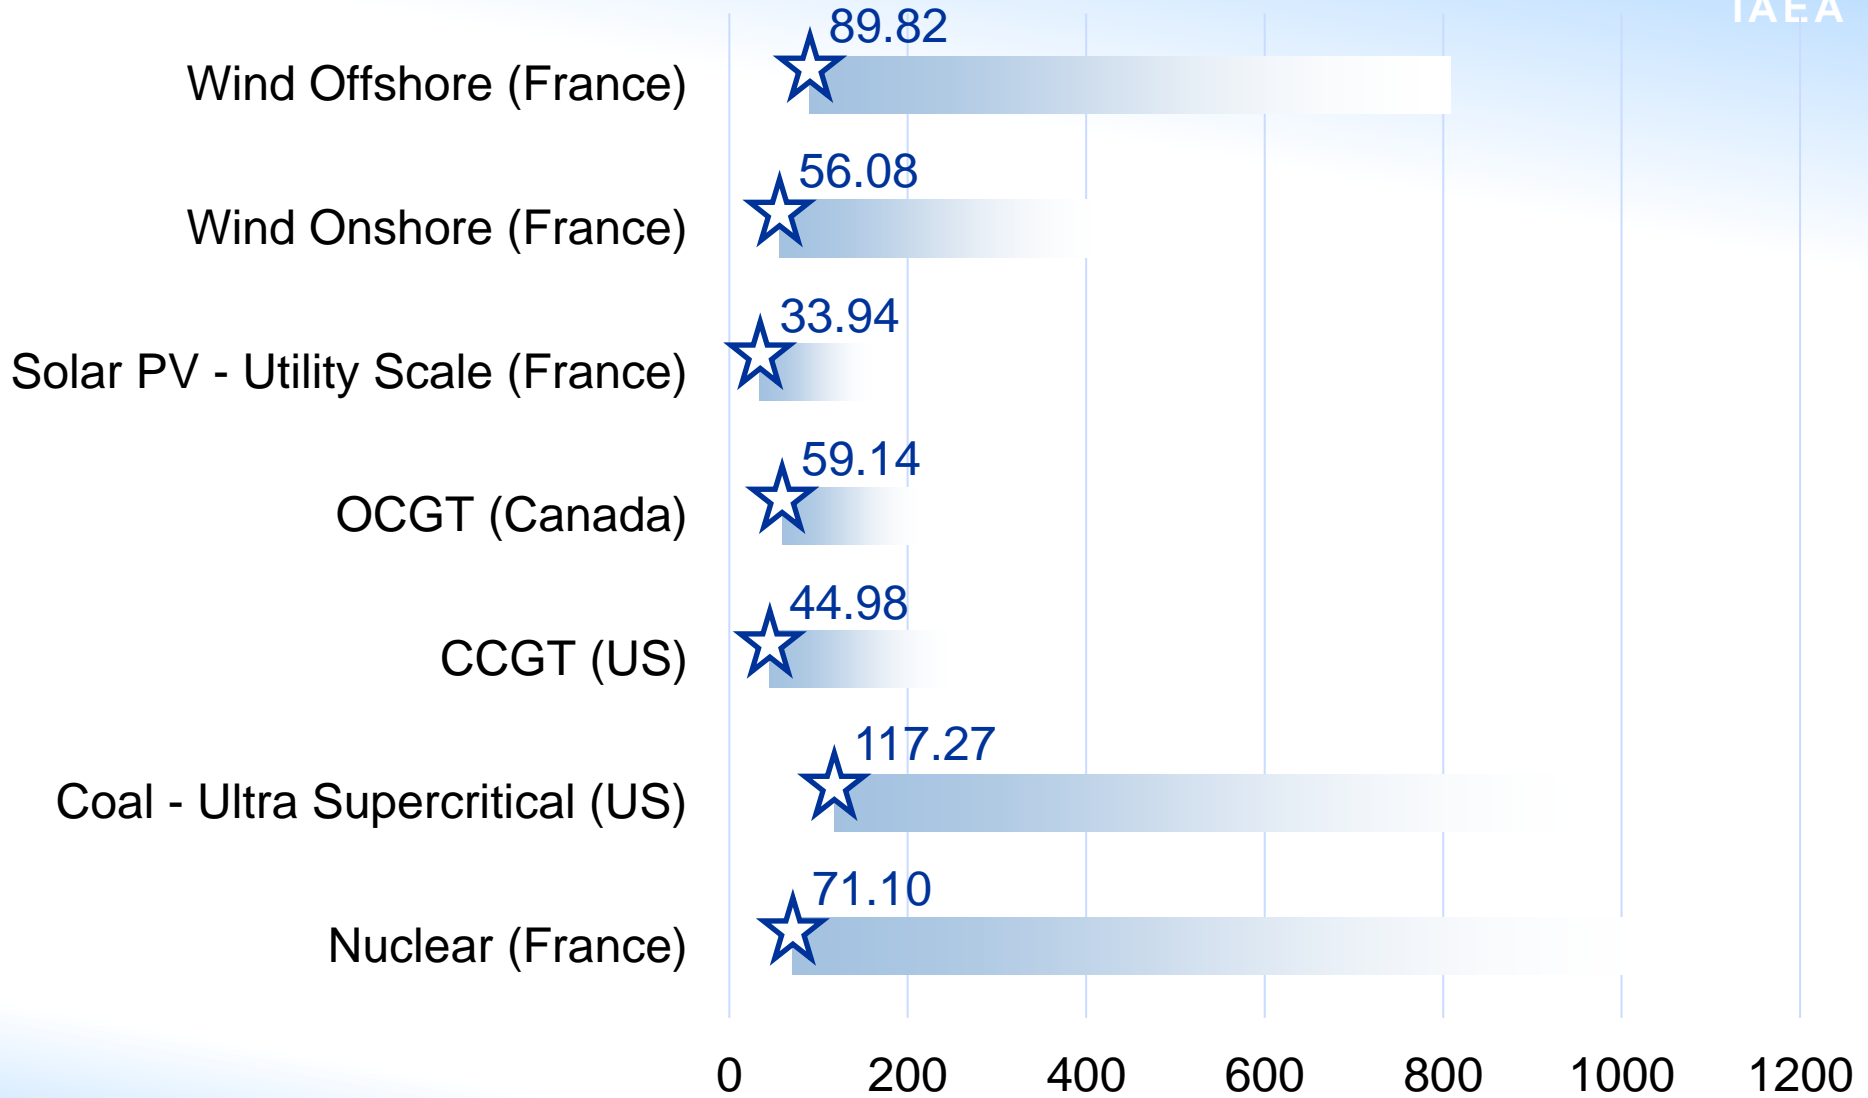 IAEA
89.82
Wind Offshore (France)
56.08
Wind Onshore (France)
33.94
Solar PV - Utility Scale (France)
59.14
OCGT (Canada)
44.98
CCGT (US)
117.27
Coal - Ultra Supercritical (US)
71.10
Nuclear (France)
0 200 400 600 800 1000 1200